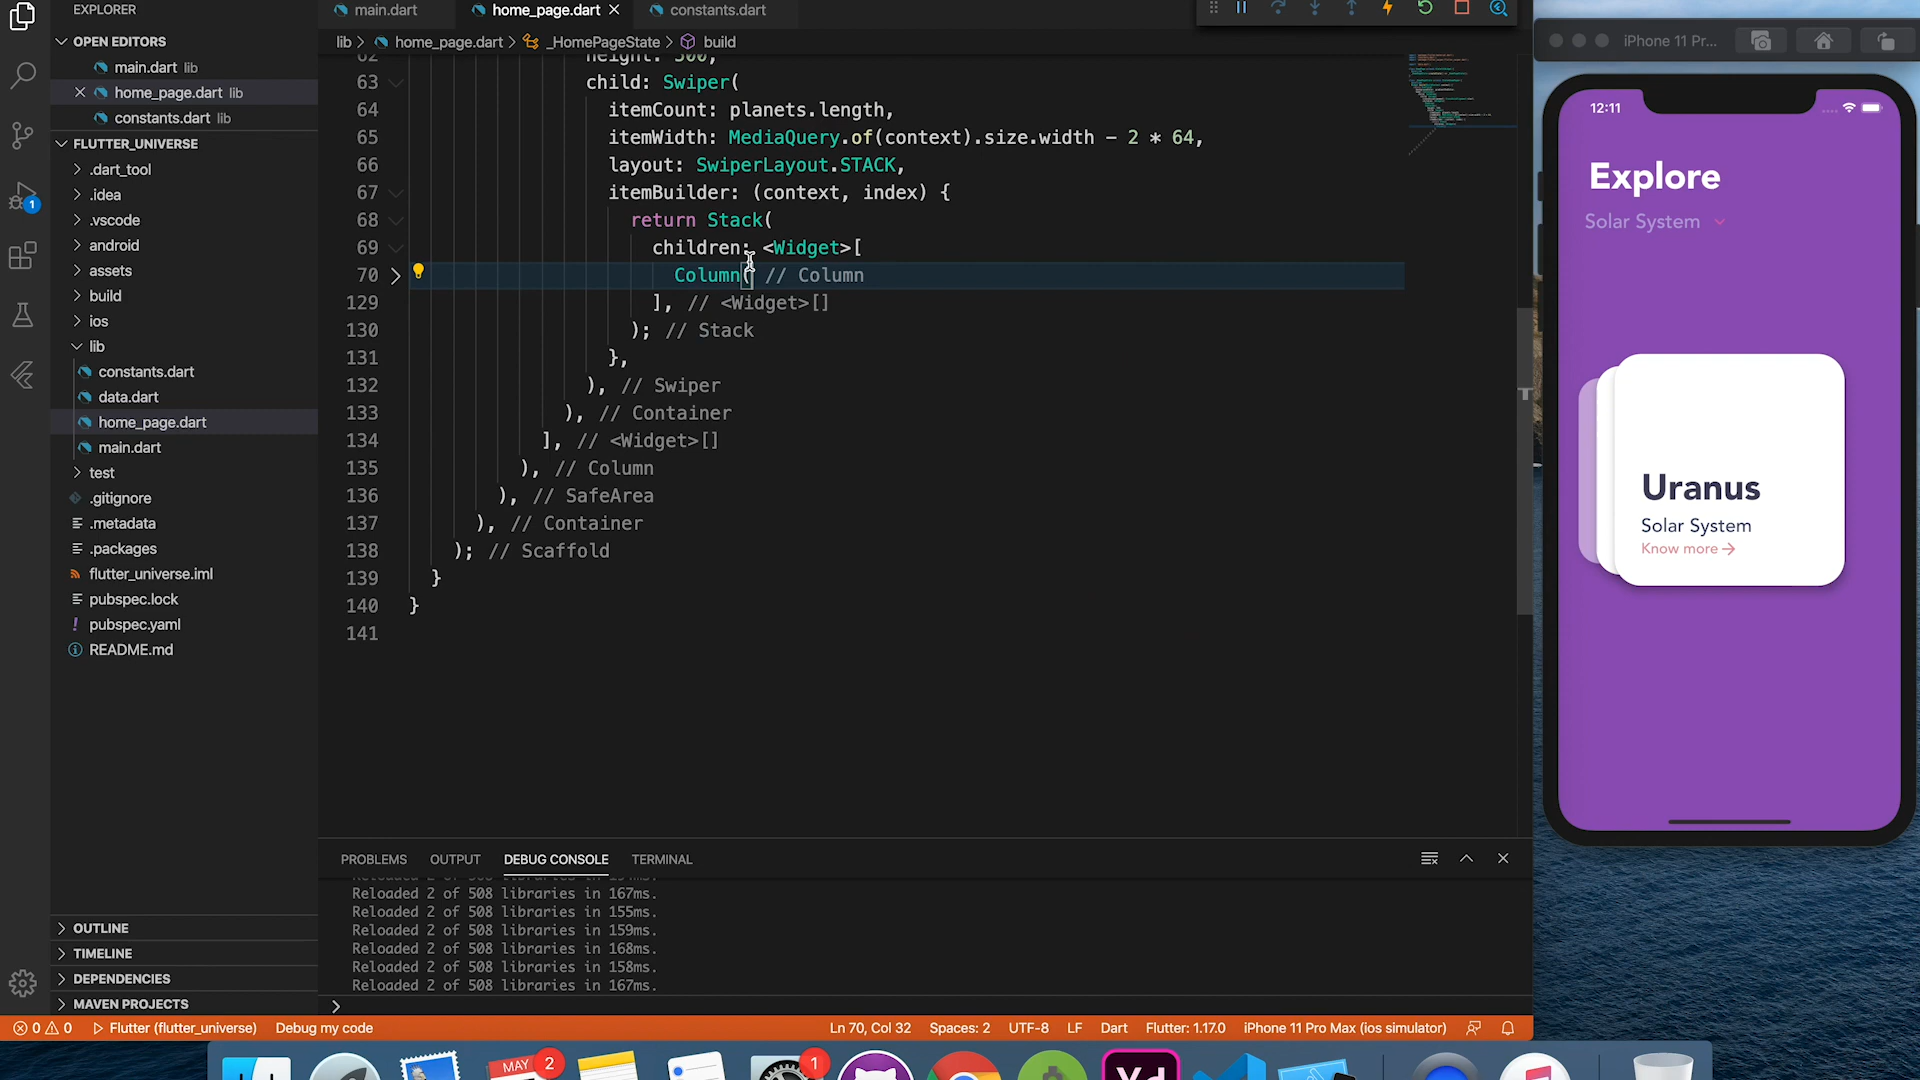 EXPLORER
OPEN EDITORS
main.dart lib
home_page.dart lib
constants.dart lib
FLUTTER_UNIVERSE
.dart_tool
.idea
.vscode
android
assets
build
ios
lib
constants.dart
data.dart
home_page.dart
main.dart
test
.gitignore
.metadata
.packages
flutter_universe.iml
pubspec.lock
pubspec.yaml
README.md
OUTLINE
TIMELINE
DEPENDENCIES
MAVEN PROJECTS
1
main.dart home_page.dart constants.dart
lib > home_page.dart > _HomePageState > build
62 height: 500,
63 child: Swiper(
64 itemCount: planets.length,
65 itemWidth: MediaQuery.of(context).size.width - 2 * 64,
66 layout: SwiperLayout.STACK,
67 itemBuilder: (context, index) {
68 return Stack(
69 children: <Widget>[
70 Column( // Column
129 ], // <Widget>[]
130 ); // Stack
131 },
132 ), // Swiper
133 ), // Container
134 ], // <Widget>[]
135 ), // Column
136 ), // SafeArea
137 ), // Container
138 ); // Scaffold
139 }
140 }
141
PROBLEMS OUTPUT DEBUG CONSOLE TERMINAL
Reloaded 2 of 508 libraries in 167ms.
Reloaded 2 of 508 libraries in 155ms.
Reloaded 2 of 508 libraries in 159ms.
Reloaded 2 of 508 libraries in 168ms.
Reloaded 2 of 508 libraries in 158ms.
Reloaded 2 of 508 libraries in 167ms.
0 0 Flutter (flutter_universe) Debug my code Ln 70, Col 32 Spaces: 2 UTF-8 LF Dart Flutter: 1.17.0 iPhone 11 Pro Max (ios simulator)
iPhone 11 Pr...
12:11
Explore
Solar System
Uranus
Solar System
Know more
MAY 2
1